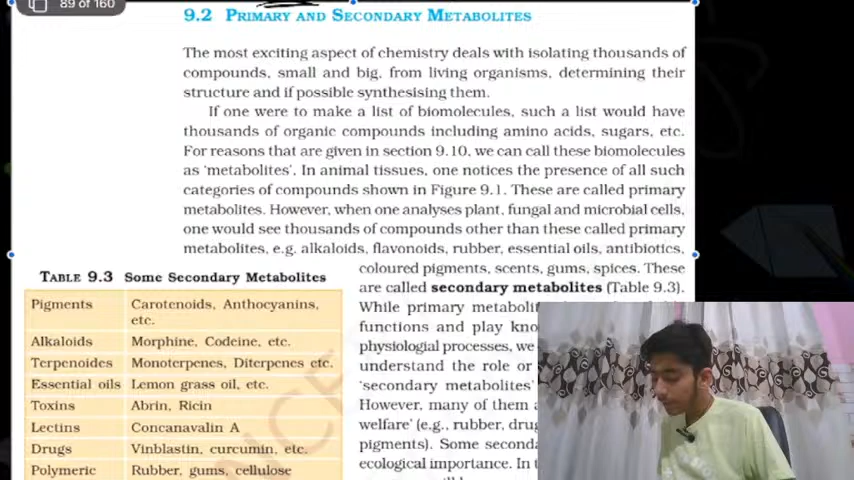 89 of 160
9.2 PRIMARY AND SECONDARY METABOLITES
The most exciting aspect of chemistry deals with isolating thousands of
compounds, small and big, from living organisms, determining their
structure and if possible synthesising them.
If one were to make a list of biomolecules, such a list would have
thousands of organic compounds including amino acids, sugars, etc.
For reasons that are given in section 9.10, we can call these biomolecules
as ‘metabolites’. In animal tissues, one notices the presence of all such
categories of compounds shown in Figure 9.1. These are called primary
metabolites. However, when one analyses plant, fungal and microbial cells,
one would see thousands of compounds other than these called primary
metabolites, e.g. alkaloids, flavonoids, rubber, essential oils, antibiotics,
coloured pigments, scents, gums, spices. These
are called secondary metabolites (Table 9.3).
While primary
functions and play
physiologial processes, we
understand the role or
‘secondary metabolites’
However, many of them
welfare’ (e.g., rubber,
pigments). Some
ecological importance. In
TABLE 9.3 Some Secondary Metabolites
Pigments Carotenoids, Anthocyanins,
etc.
Alkaloids Morphine, Codeine, etc.
Terpenoides Monoterpenes, Diterpenes etc.
Essential oils Lemon grass oil, etc.
Toxins Abrin, Ricin
Lectins Concanavalin A
Drugs Vinblastin, curcumin, etc.
Polymeric Rubber, gums, cellulose